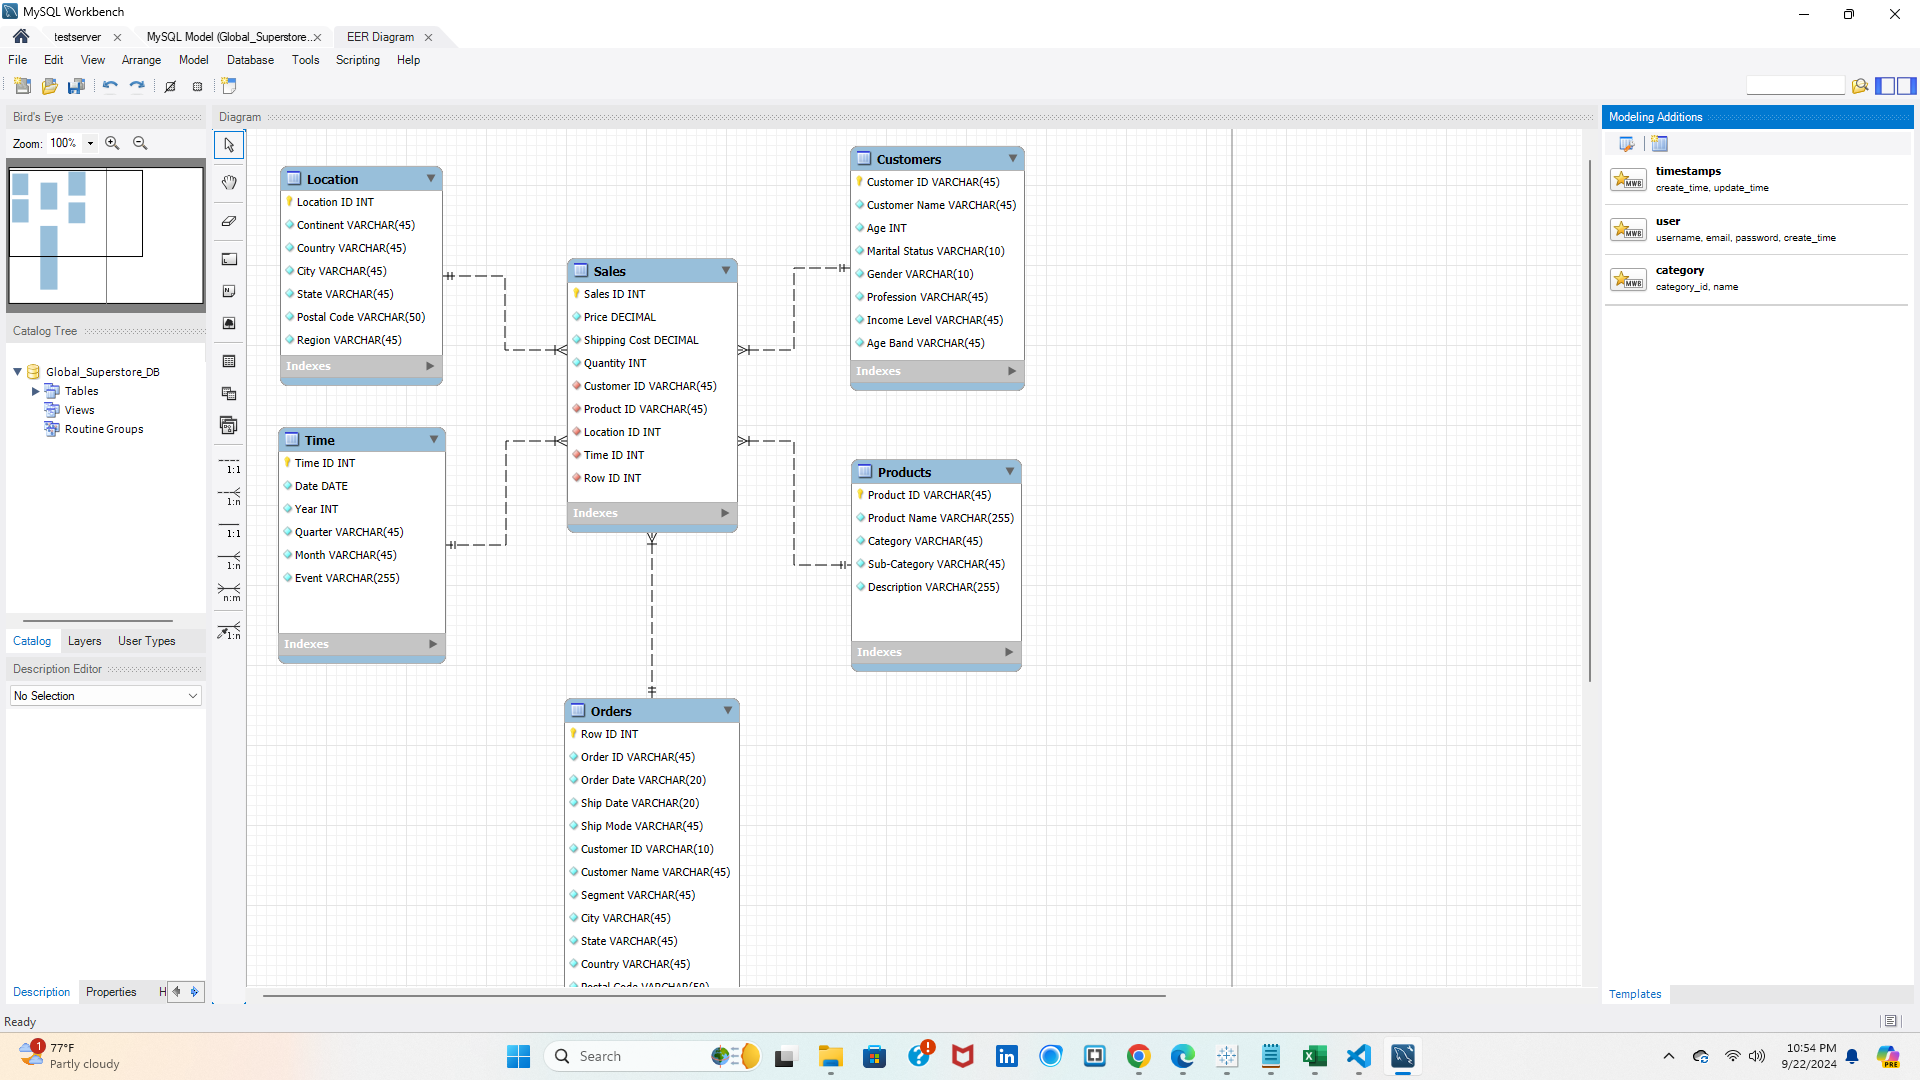 MySQL Workbench
testserver
MySQL Model (Global_Superstore...
EER Diagram
File Edit View Arrange Model Database Tools Scripting Help
Bird's Eye
Zoom: 100%
Catalog Tree
Global_Superstore_DB
Tables
Views
Routine Groups
Catalog Layers User Types
Description Editor
No Selection
Description Properties H
Ready
Diagram
1:1
1:n
1:1
1:n
n:m
1:n
Location
Location ID INT
Continent VARCHAR(45)
Country VARCHAR(45)
City VARCHAR(45)
State VARCHAR(45)
Postal Code VARCHAR(50)
Region VARCHAR(45)
Indexes
Time
Time ID INT
Date DATE
Year INT
Quarter VARCHAR(45)
Month VARCHAR(45)
Event VARCHAR(255)
Indexes
Sales
Sales ID INT
Price DECIMAL
Shipping Cost DECIMAL
Quantity INT
Customer ID VARCHAR(45)
Product ID VARCHAR(45)
Location ID INT
Time ID INT
Row ID INT
Indexes
Orders
Row ID INT
Order ID VARCHAR(45)
Order Date VARCHAR(20)
Ship Date VARCHAR(20)
Ship Mode VARCHAR(45)
Customer ID VARCHAR(10)
Customer Name VARCHAR(45)
Segment VARCHAR(45)
City VARCHAR(45)
State VARCHAR(45)
Country VARCHAR(45)
Postal Code VARCHAR(50)
Customers
Customer ID VARCHAR(45)
Customer Name VARCHAR(45)
Age INT
Marital Status VARCHAR(10)
Gender VARCHAR(10)
Profession VARCHAR(45)
Income Level VARCHAR(45)
Age Band VARCHAR(45)
Indexes
Products
Product ID VARCHAR(45)
Product Name VARCHAR(255)
Category VARCHAR(45)
Sub-Category VARCHAR(45)
Description VARCHAR(255)
Indexes
Modeling Additions
MWB
timestamps
create_time, update_time
MWB
user
username, email, password, create_time
MWB
category
category_id, name
Templates
1
77°F
Partly cloudy
Search
10:54 PM
9/22/2024
PRE